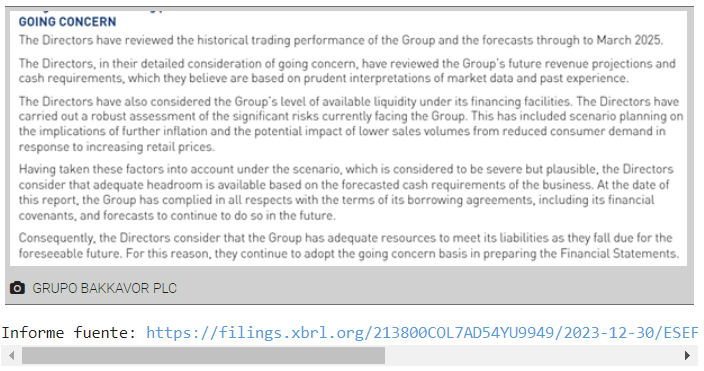 GOING CONCERN
The Directors have reviewed the historical trading performance of the Group and the forecasts through to March 2025.
The Directors, in their detailed consideration of going concern, have reviewed the Group's future revenue projections and
cash requirements, which they believe are based on prudent interpretations of market data and past experience.
The Directors have also considered the Group's level of available liquidity under its financing facilities. The Directors have
carried out a robust assessment of the significant risks currently facing the Group. This has included scenario planning on
the implications of further inflation and the potential impact of lower sales volumes from reduced consumer demand in
response to increasing retail prices.
Having taken these factors into account under the scenario, which is considered to be severe but plausible, the Directors
consider that adequate headroom is available based on the forecasted cash requirements of the business. At the date of
this report, the Group has complied in all respects with the terms of its borrowing agreements, including its financial
covenants, and forecasts to continue to do so in the future.
Consequently, the Directors consider that the Group has adequate resources to meet its liabilities as they fall due for the
foreseeable future. For this reason, they continue to adopt the going concern basis in preparing the Financial Statements.
GRUPO BAKKAVOR PLC
Informe fuente: https://filings.xbrl.org/213800COL7AD54YU9949/2023-12-30/ESEF